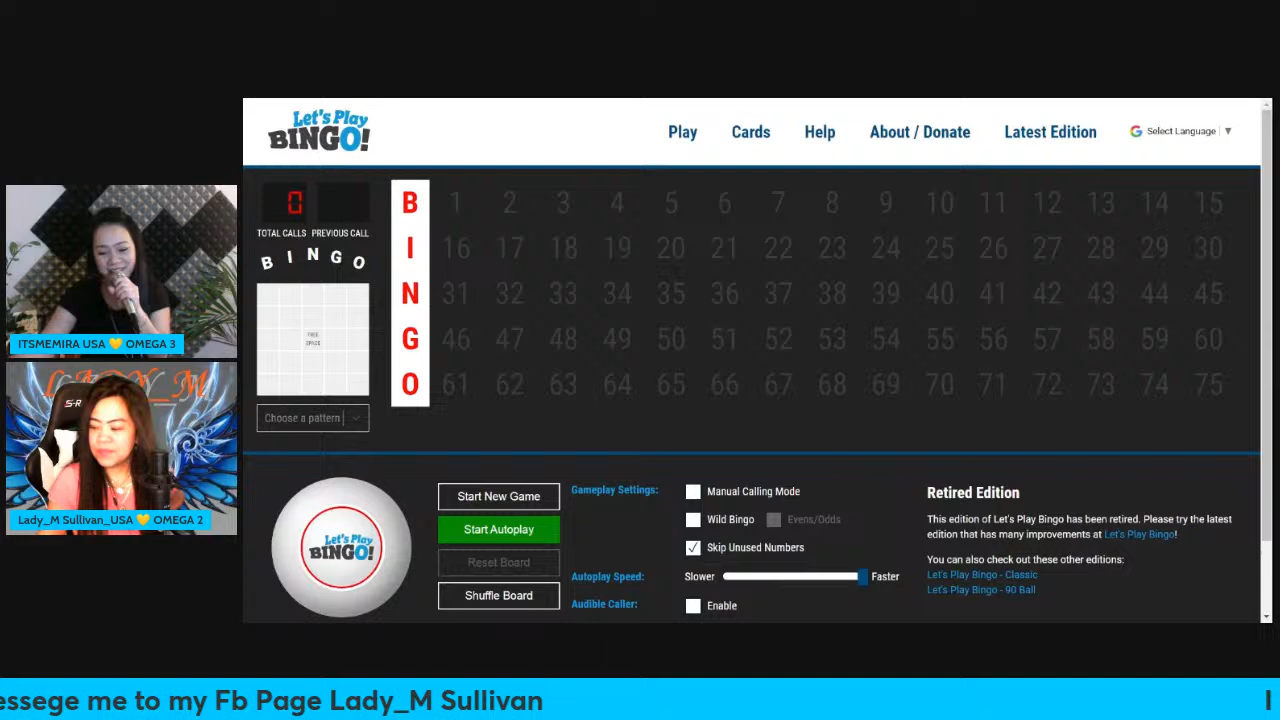 Let's Play
BINGO!
Play Cards Help About / Donate Latest Edition Select Language ▼
0
TOTAL CALLS PREVIOUS CALL
B I N G O
FREE
SPACE
Choose a pattern
B 1 2 3 4 5 6 7 8 9 10 11 12 13 14 15
I 16 17 18 19 20 21 22 23 24 25 26 27 28 29 30
N 31 32 33 34 35 36 37 38 39 40 41 42 43 44 45
G 46 47 48 49 50 51 52 53 54 55 56 57 58 59 60
O 61 62 63 64 65 66 67 68 69 70 71 72 73 74 75
ITSMEMIRA USA 💛 OMEGA 3
LADY_M
Lady_M Sullivan_USA 💛 OMEGA 2
Let's Play
BINGO!
Start New Game
Start Autoplay
Reset Board
Shuffle Board
Gameplay Settings:
Manual Calling Mode
Wild Bingo Evens/Odds
Skip Unused Numbers
Autoplay Speed: Slower Faster
Audible Caller: Enable
Retired Edition
This edition of Let's Play Bingo has been retired. Please try the latest
edition that has many improvements at Let's Play Bingo!
You can also check out these other editions:
Let's Play Bingo - Classic
Let's Play Bingo - 90 Ball
essege me to my Fb Page Lady_M Sullivan I